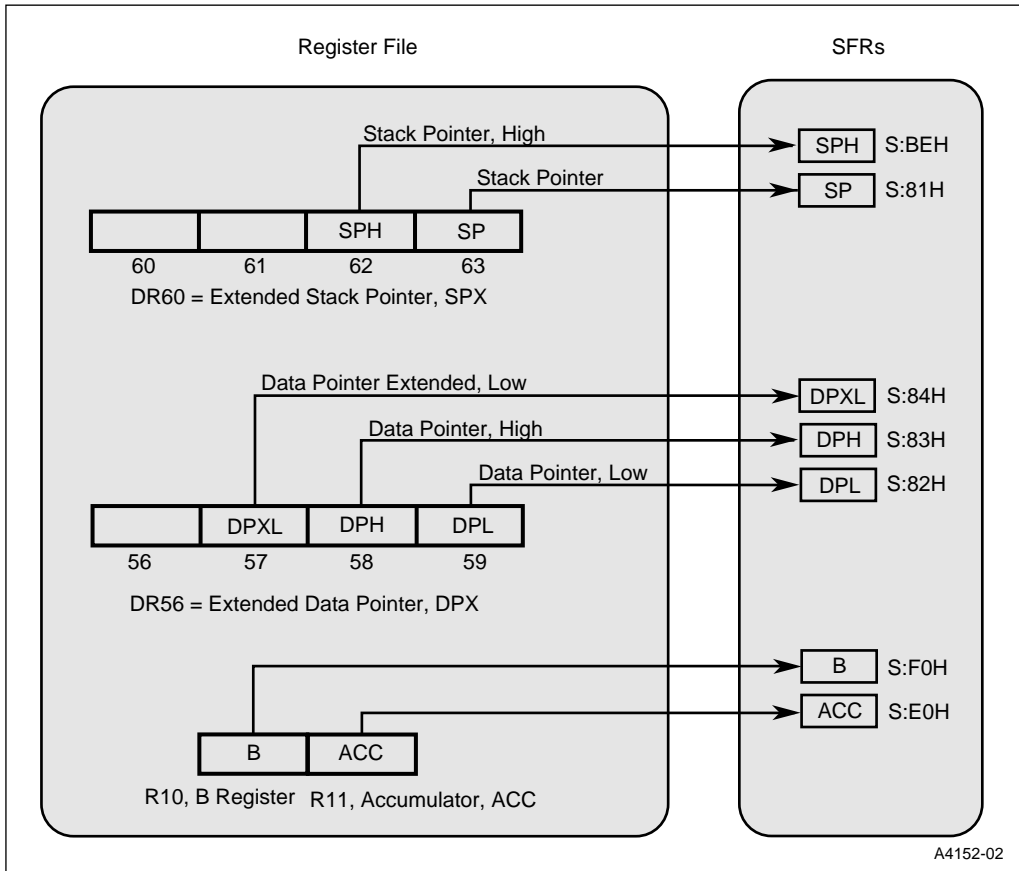 Register File
SFRs
Stack Pointer, High
SPH S:BEH
Stack Pointer
SP S:81H
SPH SP
60 61 62 63
DR60 = Extended Stack Pointer, SPX
Data Pointer Extended, Low
DPXL S:84H
Data Pointer, High
DPH S:83H
Data Pointer, Low
DPL S:82H
DPXL DPH DPL
56 57 58 59
DR56 = Extended Data Pointer, DPX
B S:F0H
ACC S:E0H
B ACC
R10, B Register R11, Accumulator, ACC
A4152-02